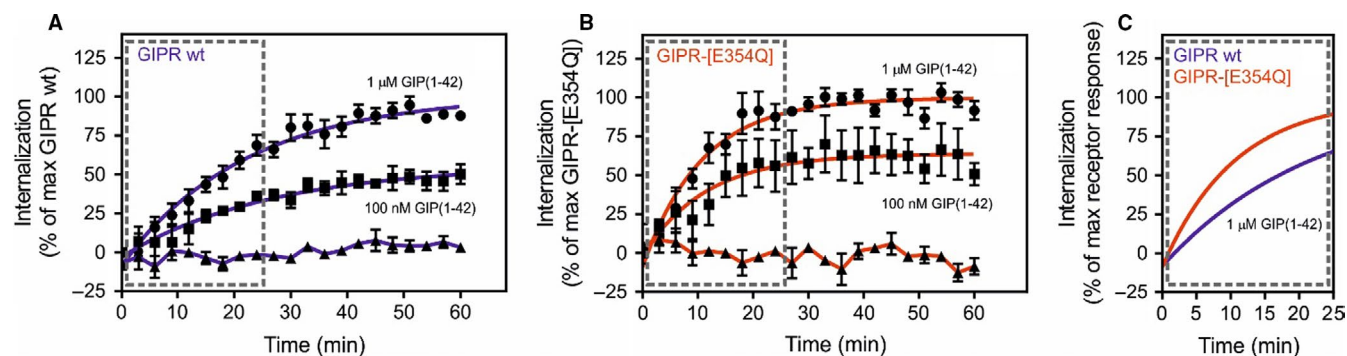 A
Internalization
(% of max GIPR wt)
125
100
75
50
25
0
−25
GIPR wt
1 µM GIP(1-42)
100 nM GIP(1-42)
0 10 20 30 40 50 60
Time (min)
B
Internalization
(% of max GIPR-[E354Q]
125
100
75
50
25
0
−25
GIPR-[E354Q]
1 µM GIP(1-42)
100 nM GIP(1-42)
0 10 20 30 40 50 60
Time (min)
C
Internalization
(% of max receptor response)
125
100
75
50
25
0
−25
GIPR wt
GIPR-[E354Q]
1 µM GIP(1-42)
0 5 10 15 20 25
Time (min)